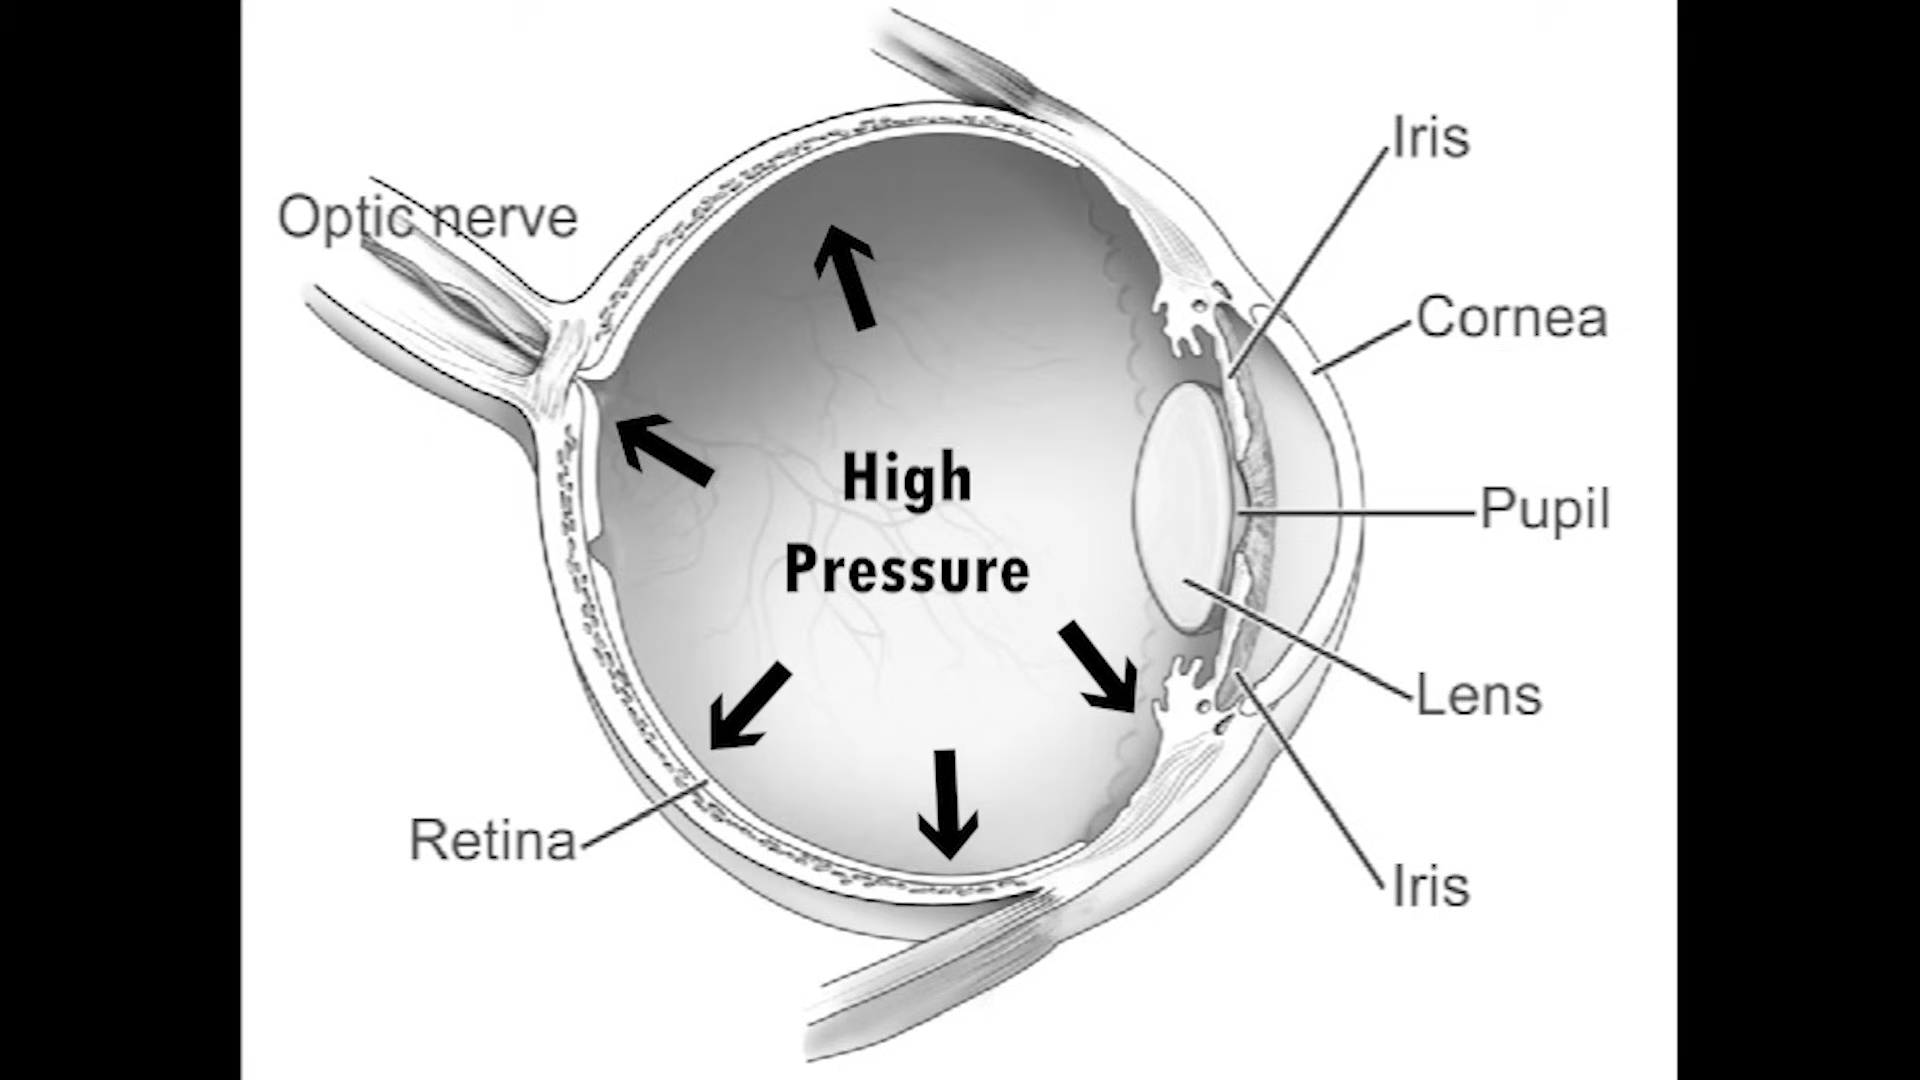 Iris
Optic nerve
Cornea
High
Pressure
Pupil
Lens
Retina
Iris